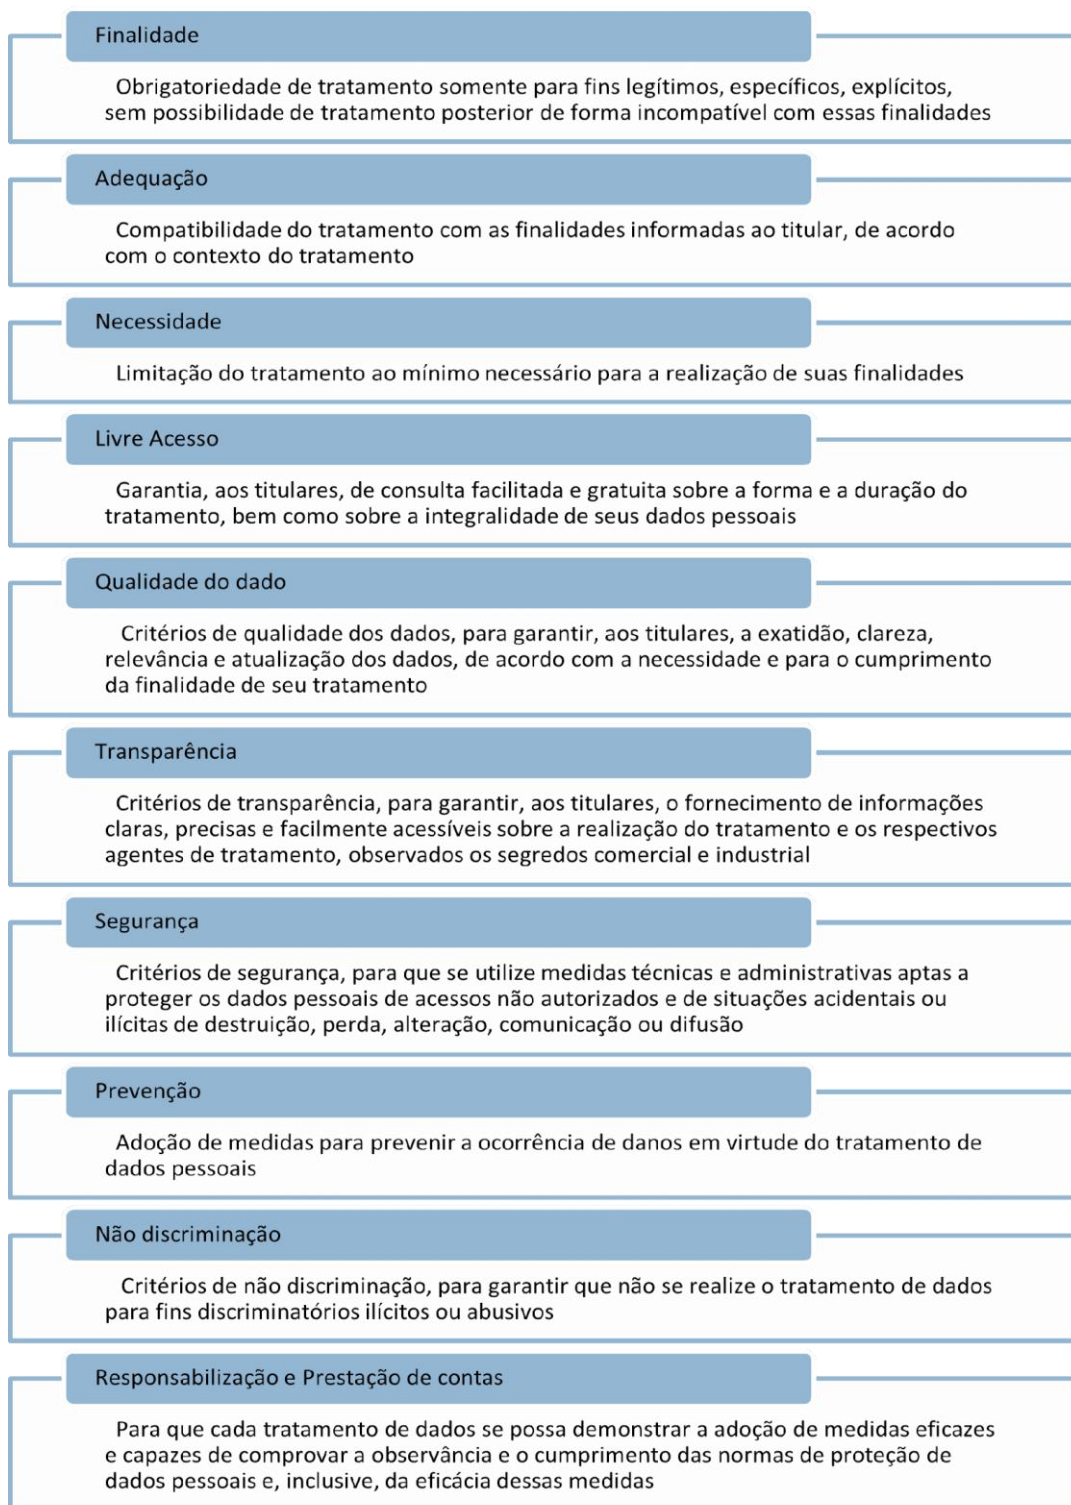 Finalidade
Obrigatoriedade de tratamento somente para fins legítimos, específicos, explícitos,
sem possibilidade de tratamento posterior de forma incompatível com essas finalidades
Adequação
Compatibilidade do tratamento com as finalidades informadas ao titular, de acordo
com o contexto do tratamento
Necessidade
Limitação do tratamento ao mínimo necessário para a realização de suas finalidades
Livre Acesso
Garantia, aos titulares, de consulta facilitada e gratuita sobre a forma e a duração do
tratamento, bem como sobre a integralidade de seus dados pessoais
Qualidade do dado
Critérios de qualidade dos dados, para garantir, aos titulares, a exatidão, clareza,
relevância e atualização dos dados, de acordo com a necessidade e para o cumprimento
da finalidade de seu tratamento
Transparência
Critérios de transparência, para garantir, aos titulares, o fornecimento de informações
claras, precisas e facilmente acessíveis sobre a realização do tratamento e os respectivos
agentes de tratamento, observados os segredos comercial e industrial
Segurança
Critérios de segurança, para que se utilize medidas técnicas e administrativas aptas a
proteger os dados pessoais de acessos não autorizados e de situações acidentais ou
ilícitas de destruição, perda, alteração, comunicação ou difusão
Prevenção
Adoção de medidas para prevenir a ocorrência de danos em virtude do tratamento de
dados pessoais
Não discriminação
Critérios de não discriminação, para garantir que não se realize o tratamento de dados
para fins discriminatórios ilícitos ou abusivos
Responsabilização e Prestação de contas
Para que cada tratamento de dados se possa demonstrar a adoção de medidas eficazes
e capazes de comprovar a observância e o cumprimento das normas de proteção de
dados pessoais e, inclusive, da eficácia dessas medidas